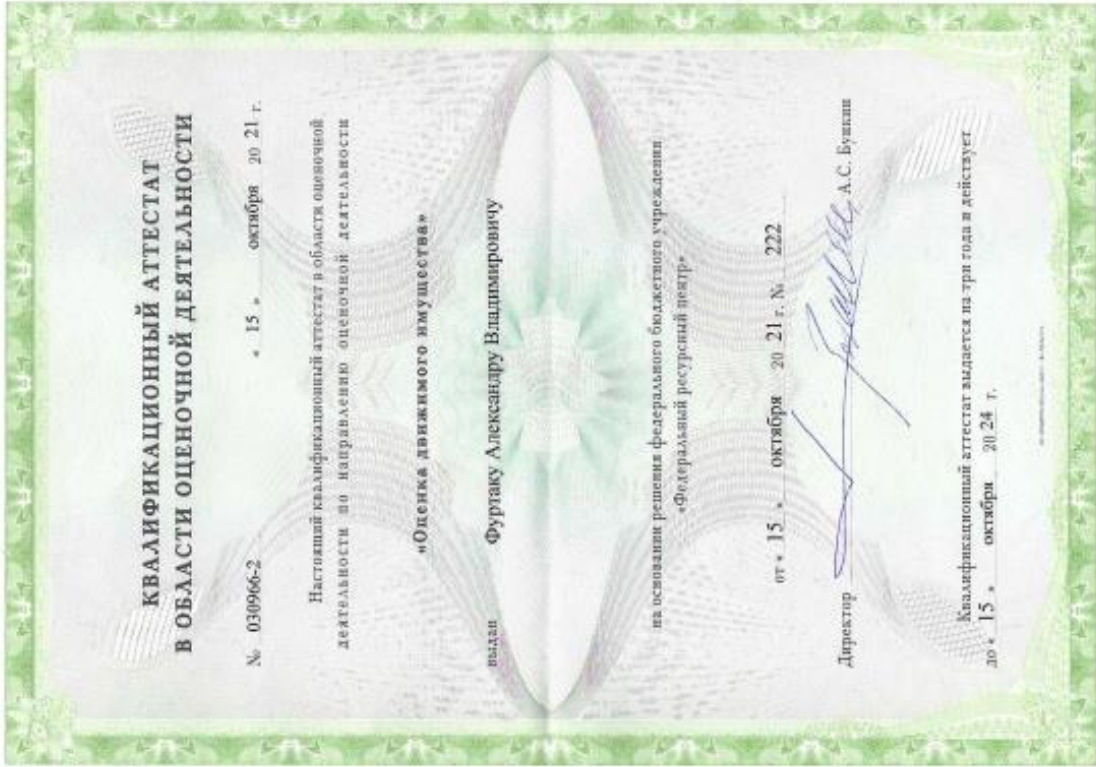 КВАЛИФИКАЦИОННЫЙ АТТЕСТАТ
В ОБЛАСТИ ОЦЕНОЧНОЙ ДЕЯТЕЛЬНОСТИ
№ 030966-2 « 15 » октября 20 21 г.
Настоящий квалификационный аттестат в области оценочной
деятельности по направлению оценочной деятельности
«Оценка движимого имущества»
выдан Фуртаку Александру Владимировичу
на основании решения федерального бюджетного учреждения
«Федеральный ресурсный центр»
от « 15 » октября 20 21 г. № 222
Директор А.С. Бункин
Квалификационный аттестат выдается на три года и действует
до « 15 » октября 20 24 г.